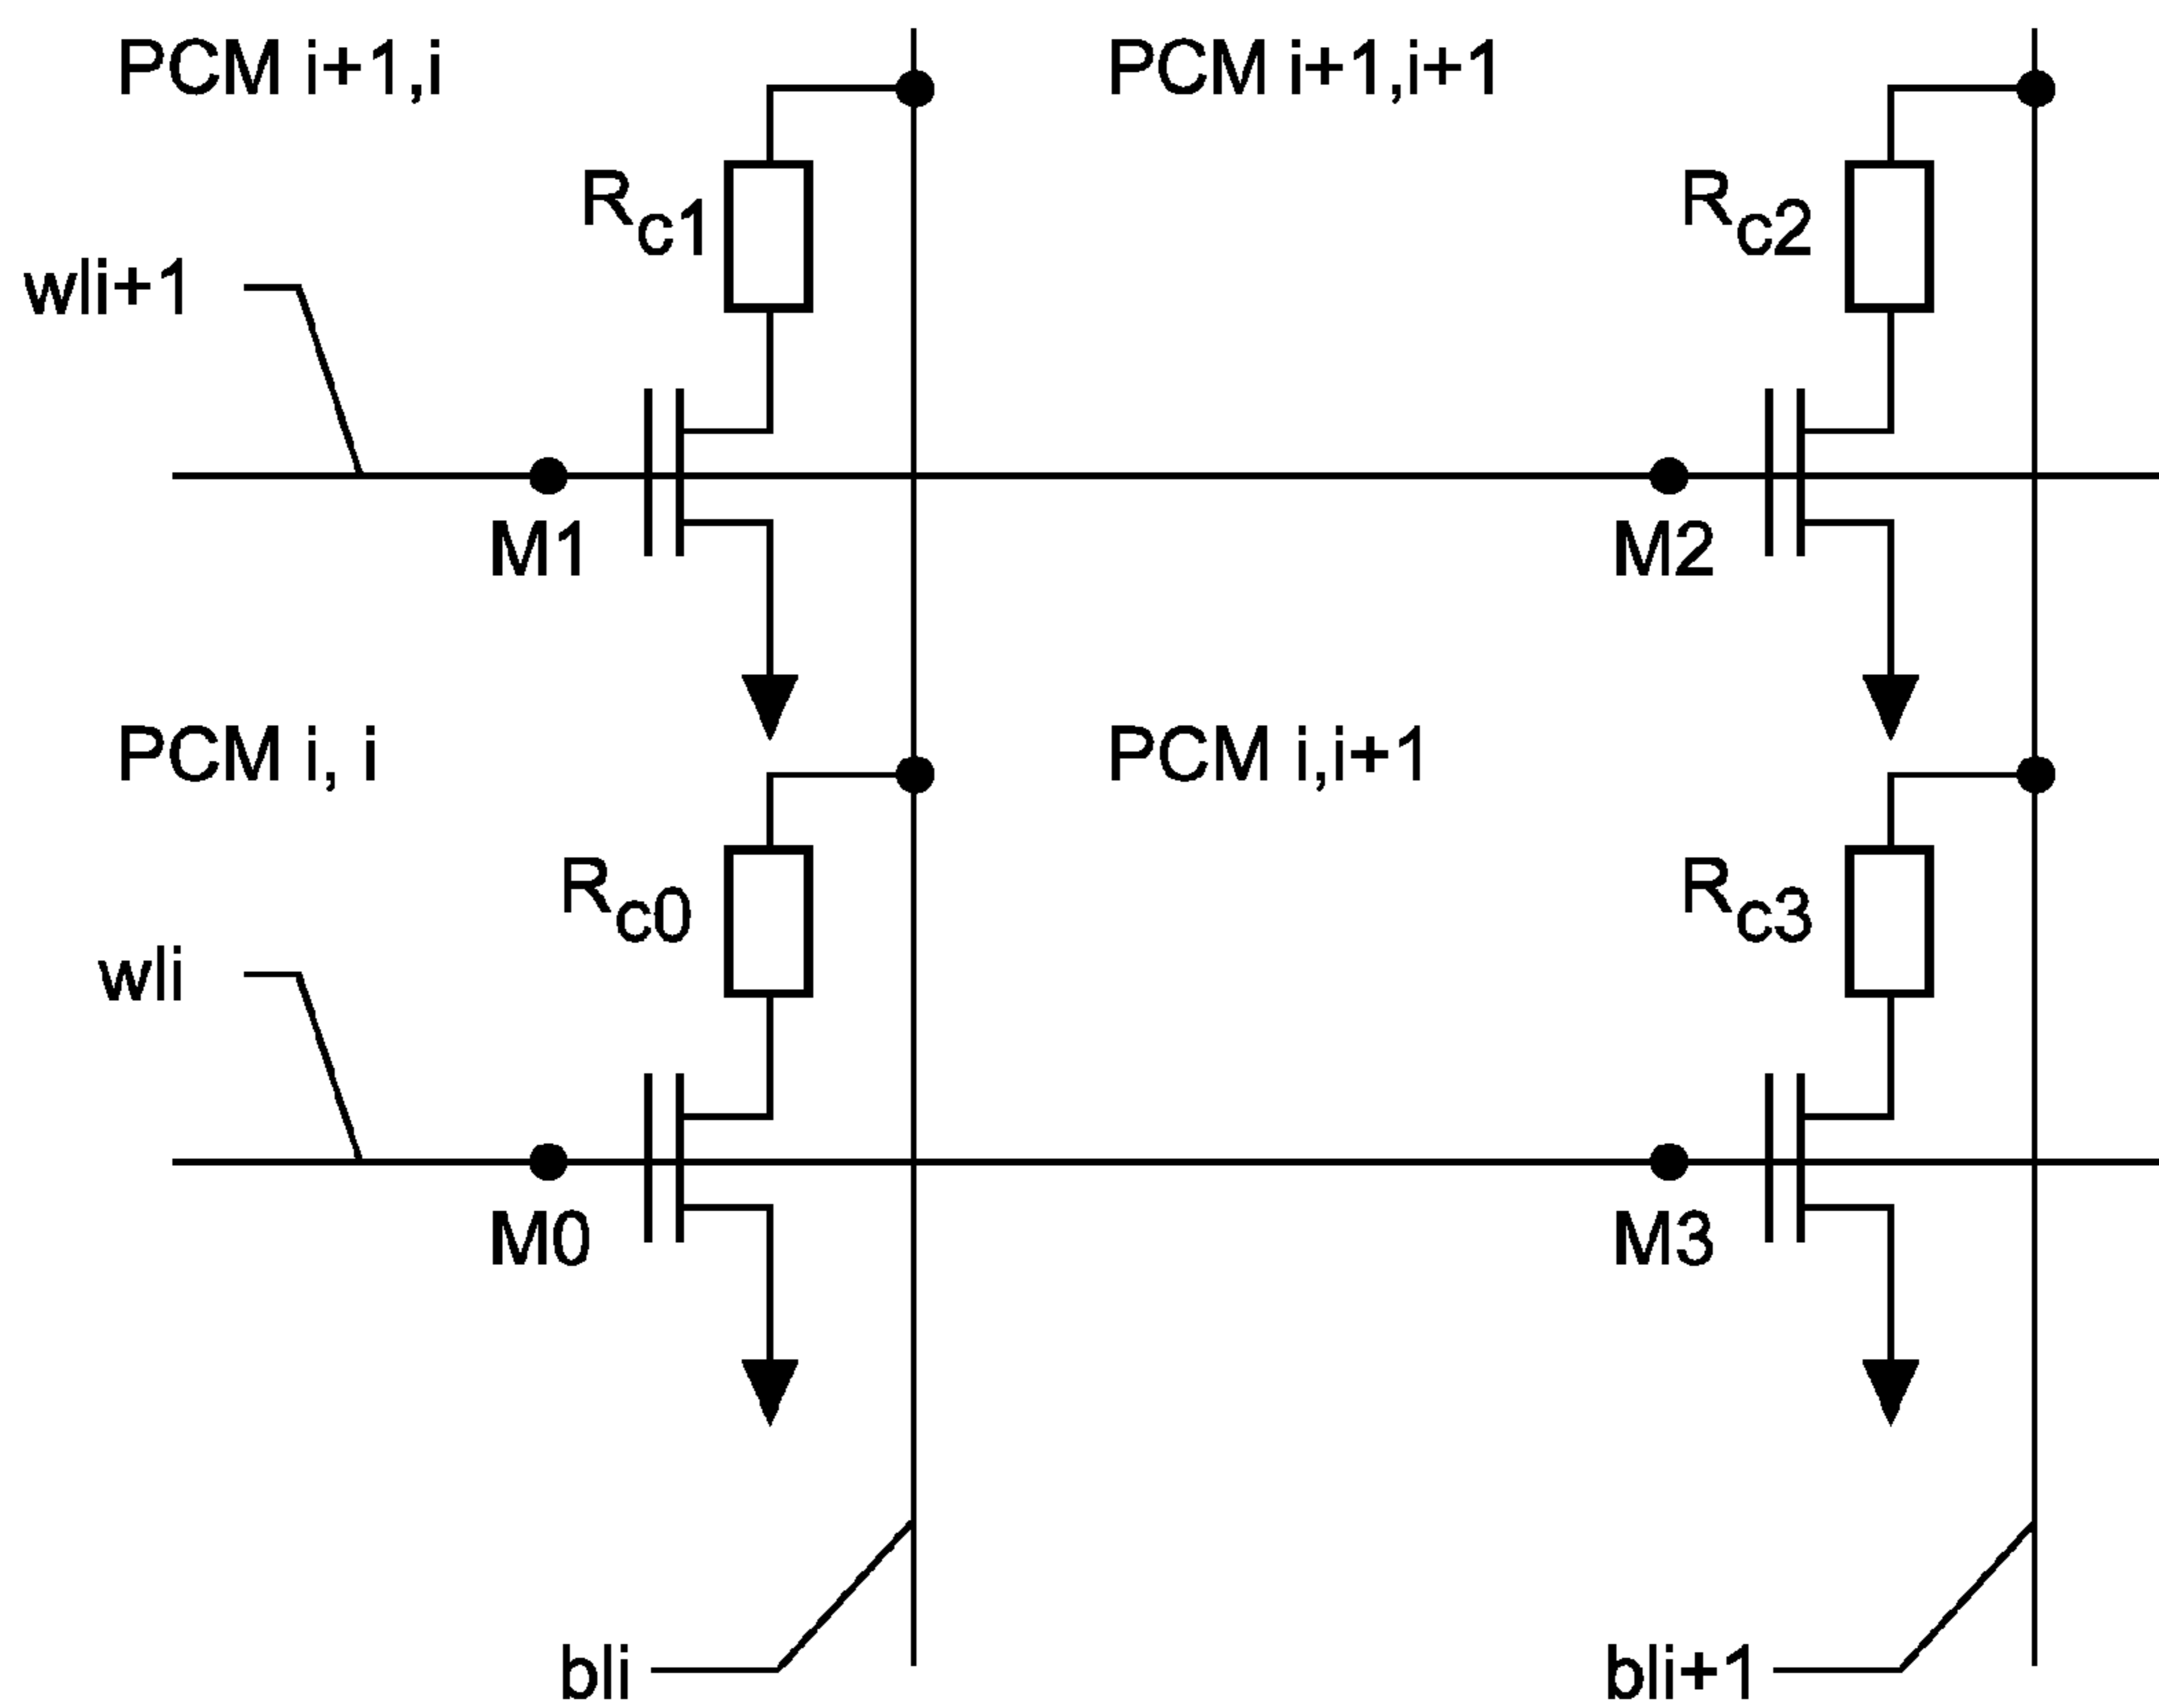 PCM i+1,i
PCM i+1,i+1
Rc1
Rc2
wli+1
M1
M2
PCM i, i
PCM i,i+1
Rc0
Rc3
wli
M0
M3
bli
bli+1